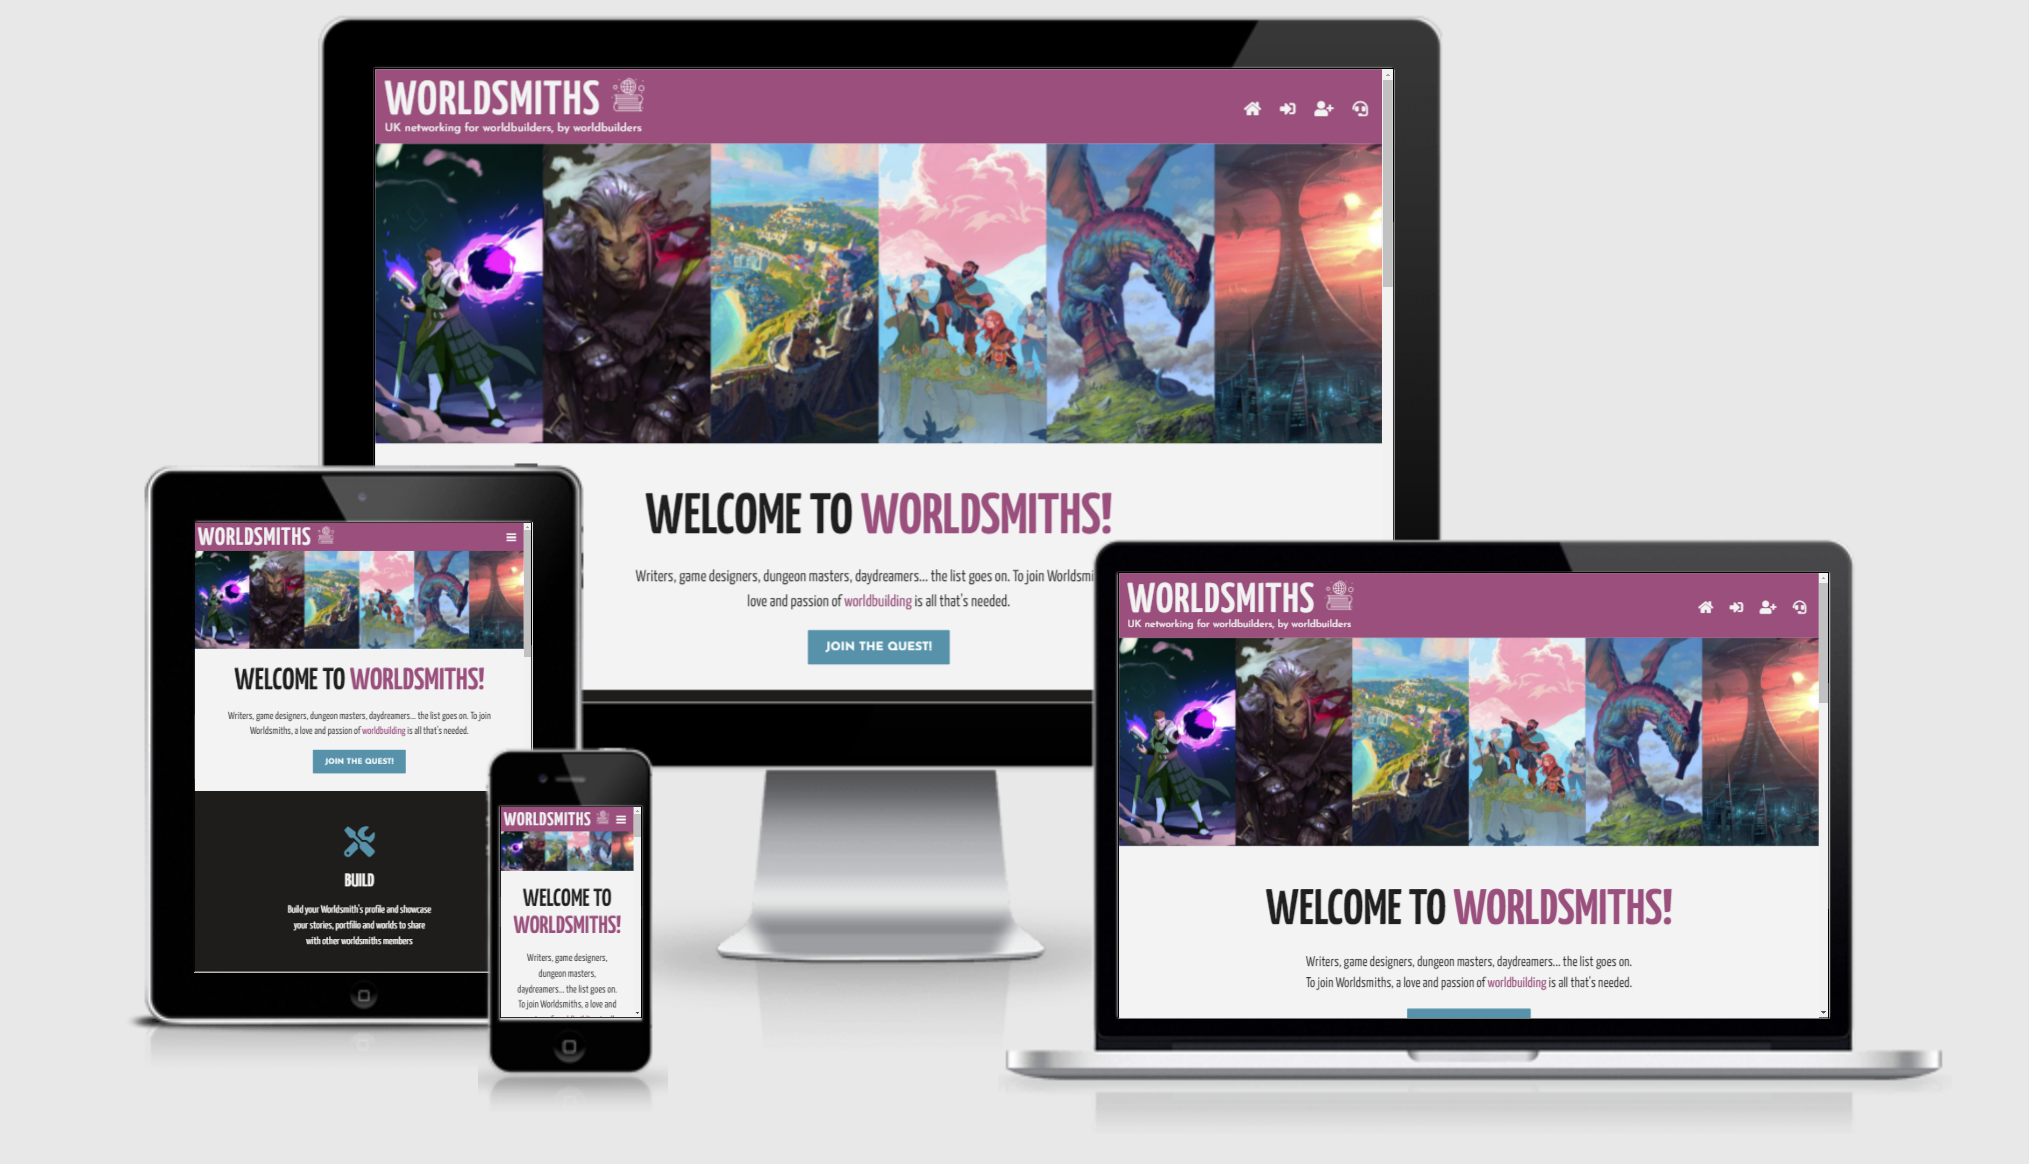 WORLDSMITHS
UK networking for worldbuilders, by worldbuilders
WELCOME TO WORLDSMITHS!
Writers, game designers, dungeon masters, daydreamers... the list goes on. To join Worldsmi
love and passion of worldbuilding is all that's needed.
JOIN THE QUEST!
WORLDSMITHS
WELCOME TO WORLDSMITHS!
Writers, game designers, dungeon masters, daydreamers... the list goes on. To join
Worldsmiths, a love and passion of worldbuilding is all that's needed.
JOIN THE QUEST!
BUILD
Build your Worldsmith's profile and showcase
your stories, portfilio and worlds to share
with other worldsmiths members
WORLDSMITHS
WELCOME TO
WORLDSMITHS!
Writers, game designers,
dungeon masters,
daydreamers... the list goes on.
To join Worldsmiths, a love and
WORLDSMITHS
UK networking for worldbuilders, by worldbuilders
WELCOME TO WORLDSMITHS!
Writers, game designers, dungeon masters, daydreamers... the list goes on.
To join Worldsmiths, a love and passion of worldbuilding is all that's needed.